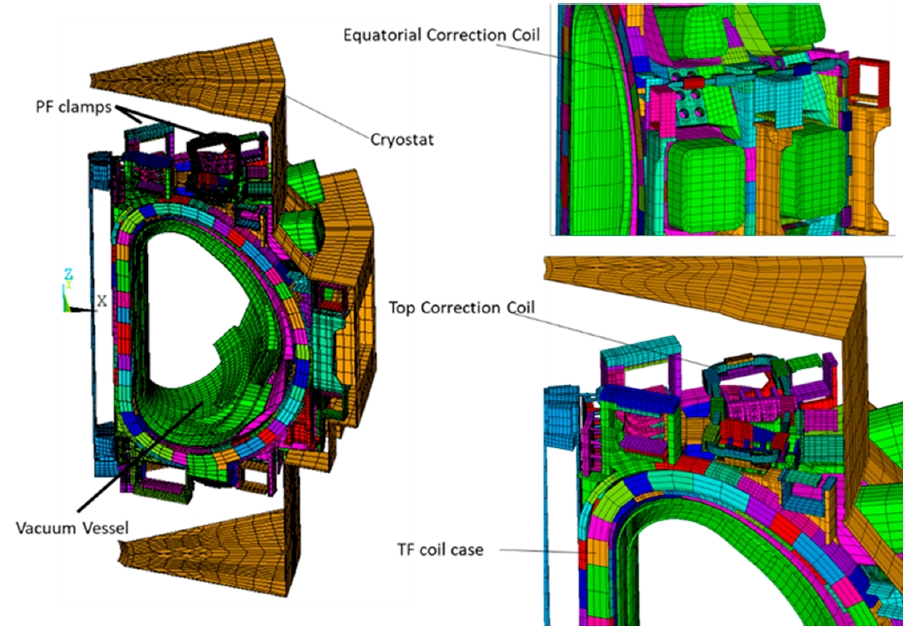 Equatorial Correction Coil
PF clamps
Cryostat
Z
X
Top Correction Coil
Vacuum Vessel
TF coil case